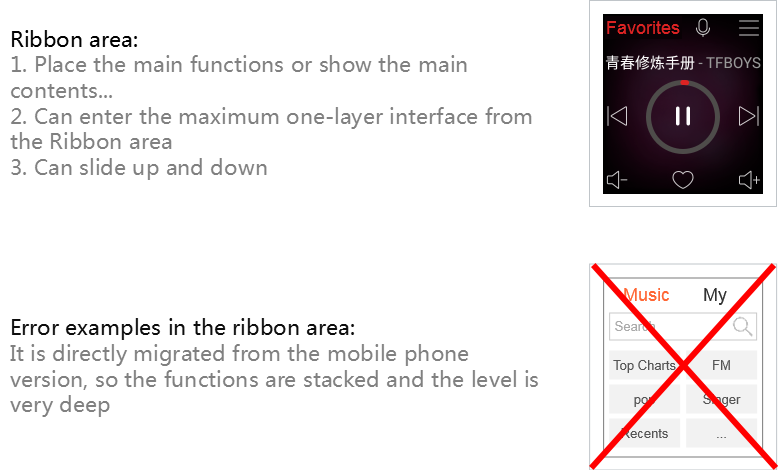 Ribbon area:
1. Place the main functions or show the main
contents...
2. Can enter the maximum one-layer interface from
the Ribbon area
3. Can slide up and down
Favorites
青春修炼手册 - TFBOYS
Error examples in the ribbon area:
It is directly migrated from the mobile phone
version, so the functions are stacked and the level is
very deep
Music My
Search
Top Charts FM
pop Singer
Recents ...